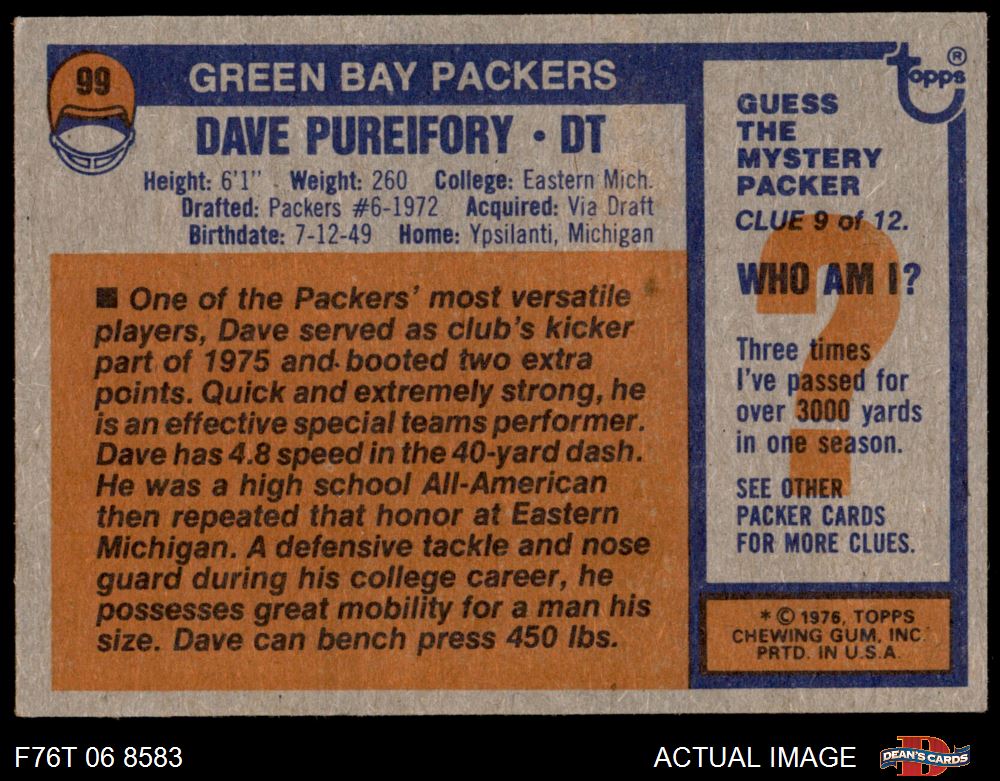 99
GREEN BAY PACKERS
DAVE PUREIFORY • DT
Height: 6'1" Weight: 260 College: Eastern Mich.
Drafted: Packers #6-1972 Acquired: Via Draft
Birthdate: 7-12-49 Home: Ypsilanti, Michigan
■ One of the Packers' most versatile
players, Dave served as club's kicker
part of 1975 and booted two extra
points. Quick and extremely strong, he
is an effective special teams performer.
Dave has 4.8 speed in the 40-yard dash.
He was a high school All-American
then repeated that honor at Eastern
Michigan. A defensive tackle and nose
guard during his college career, he
possesses great mobility for a man his
size. Dave can bench press 450 lbs.
topps®
GUESS
THE
MYSTERY
PACKER
CLUE 9 of 12.
WHO AM I?
?
Three times
I've passed for
over 3000 yards
in one season.
SEE OTHER
PACKER CARDS
FOR MORE CLUES.
* © 1976, TOPPS
CHEWING GUM, INC.
PRTD. IN U.S.A.
F76T 06 8583
ACTUAL IMAGE
D
DEAN'S CARDS